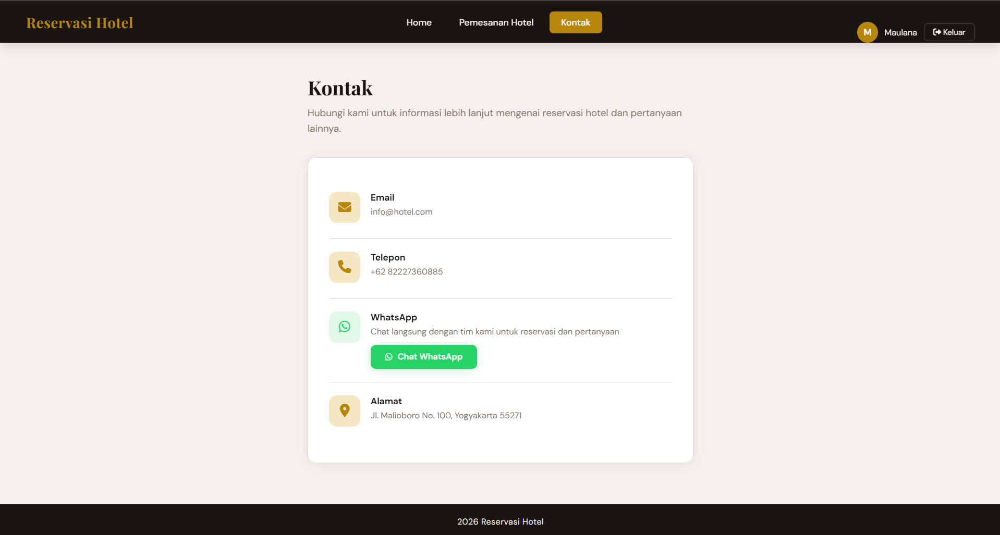 Reservasi Hotel
Home
Pemesanan Hotel
Kontak
M
Maulana
Keluar
Kontak
Hubungi kami untuk informasi lebih lanjut mengenai reservasi hotel dan pertanyaan
lainnya.
Email
info@hotel.com
Telepon
+62 82227360885
WhatsApp
Chat langsung dengan tim kami untuk reservasi dan pertanyaan
Chat WhatsApp
Alamat
Jl. Malioboro No. 100, Yogyakarta 55271
2026 Reservasi Hotel